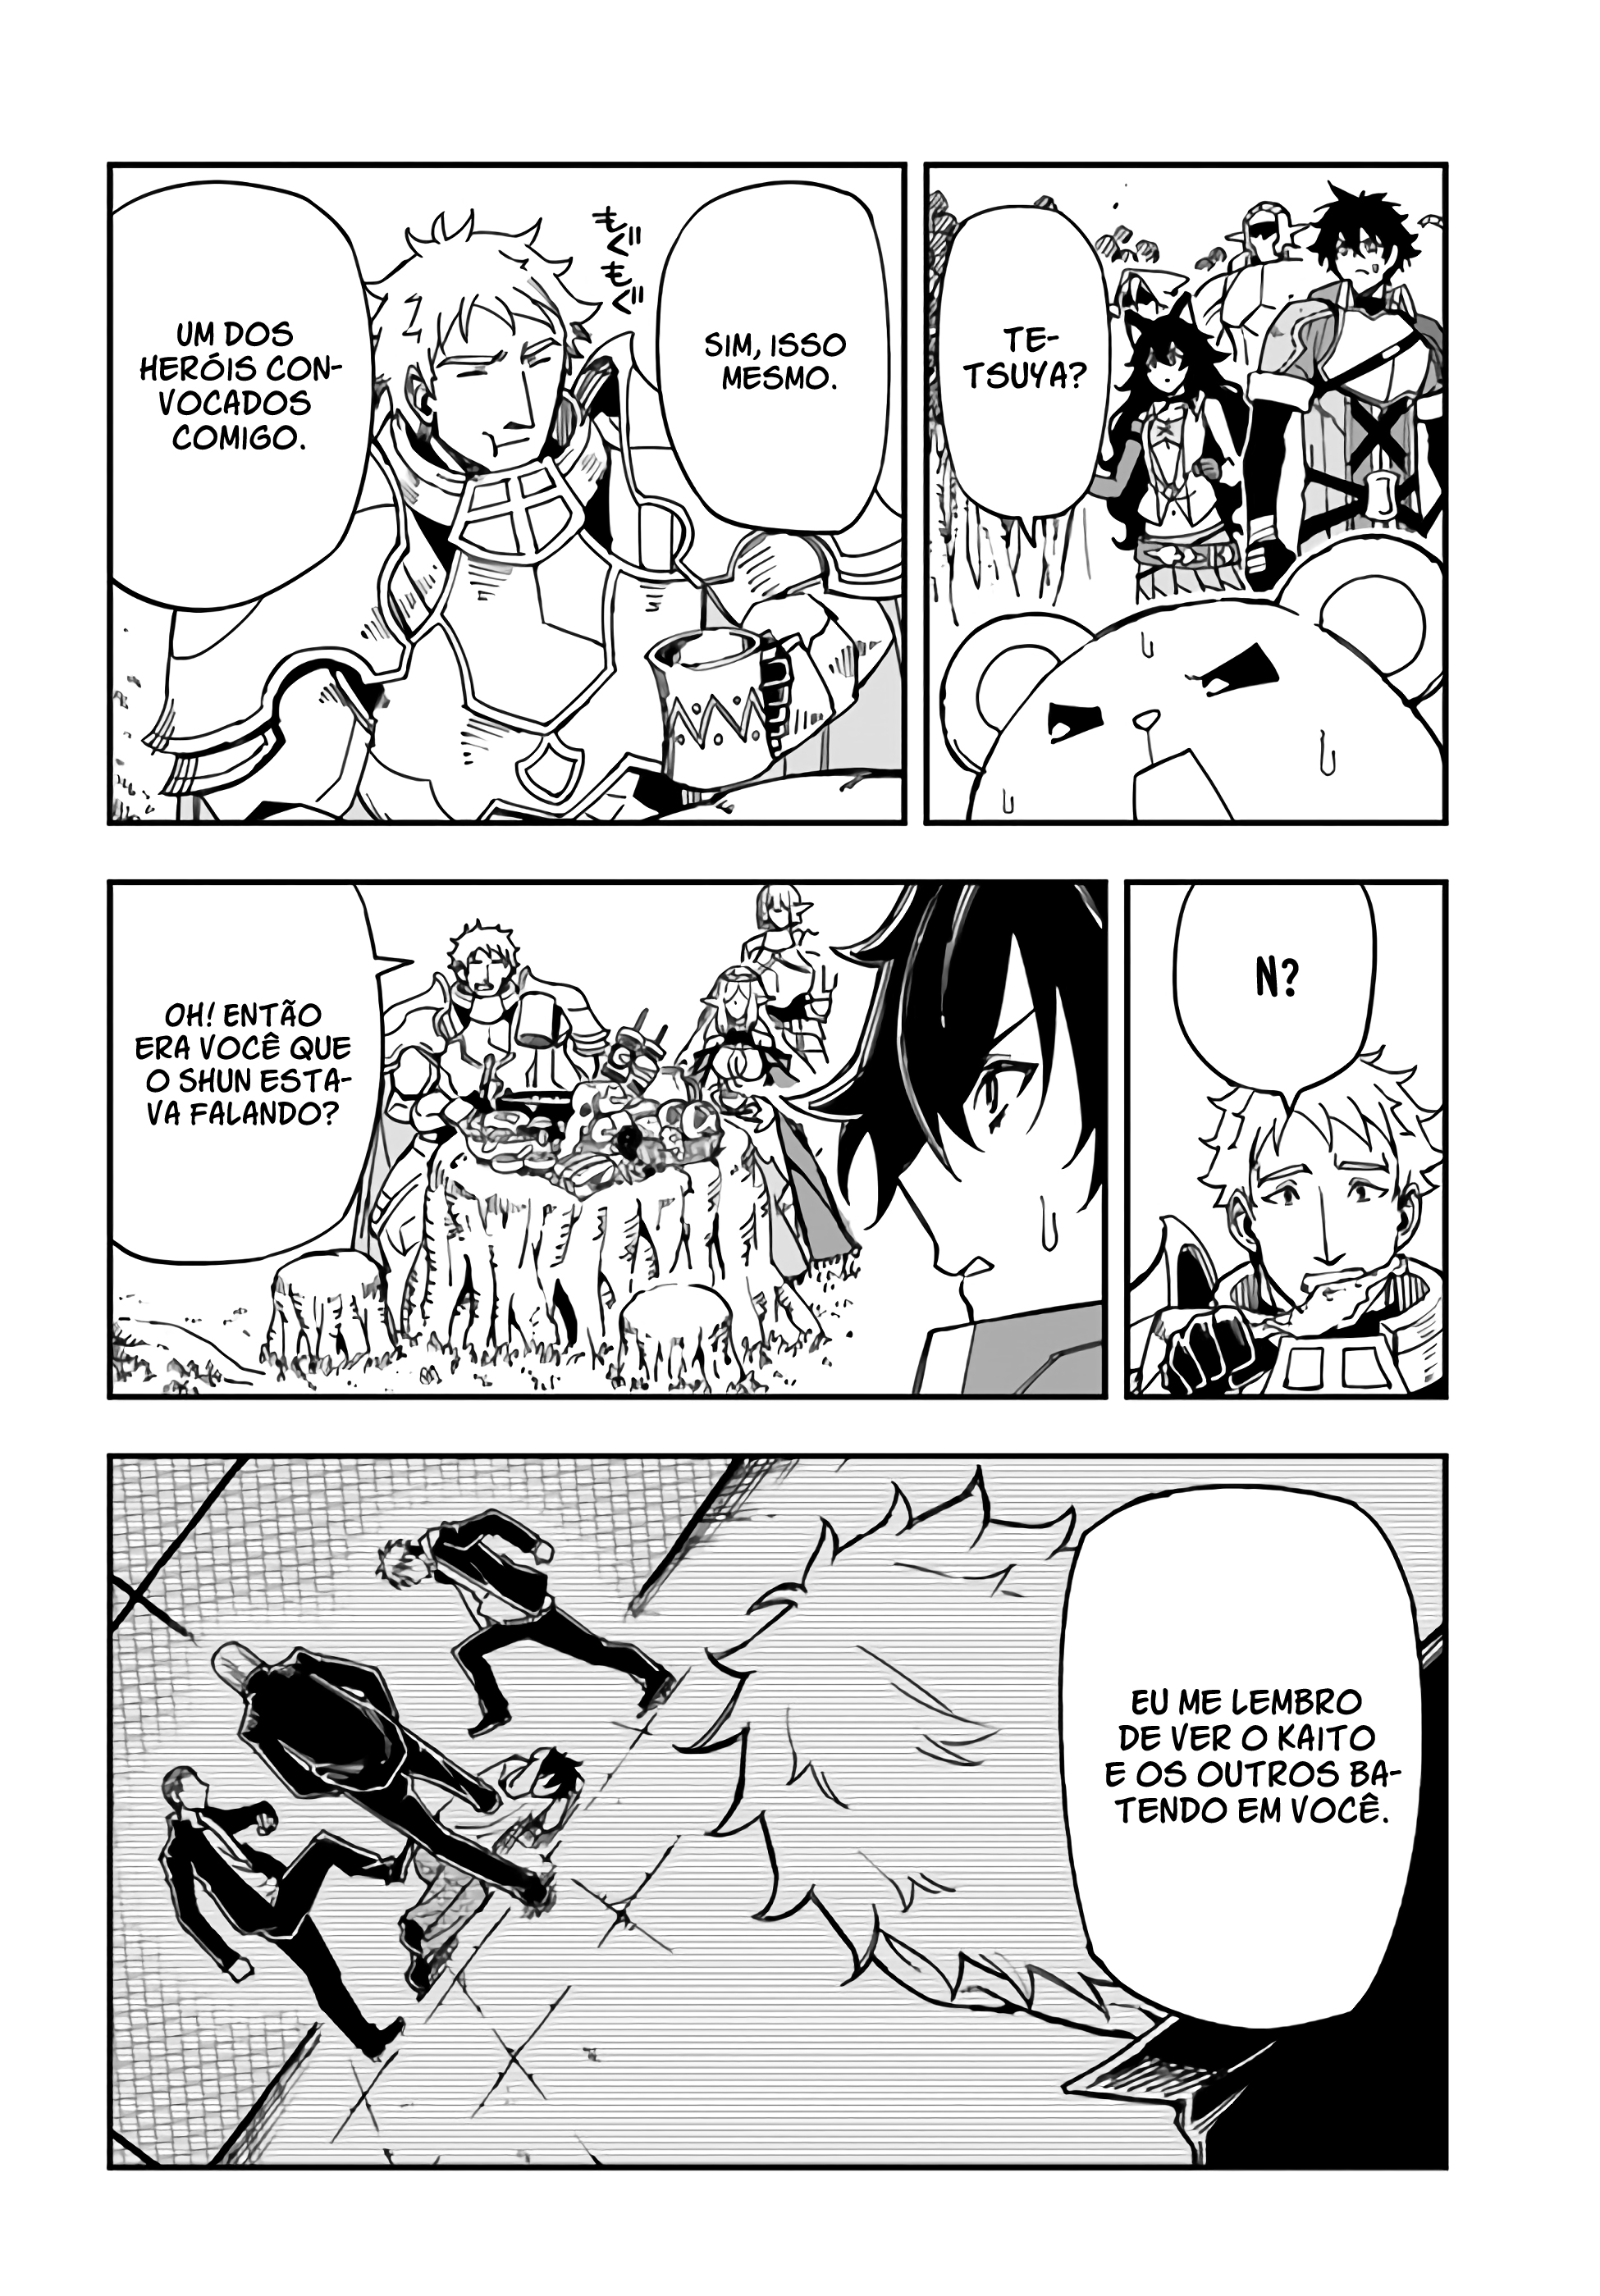 TE-
TSUYA?
SIM, ISSO
MESMO.
もぐ
もぐ
UM DOS
HERÓIS CON-
VOCADOS
COMIGO.
N?
OH! ENTÃO
ERA VOCÊ QUE
O SHUN ESTA-
VA FALANDO?
EU ME LEMBRO
DE VER O KAITO
E OS OUTROS BA-
TENDO EM VOCÊ.